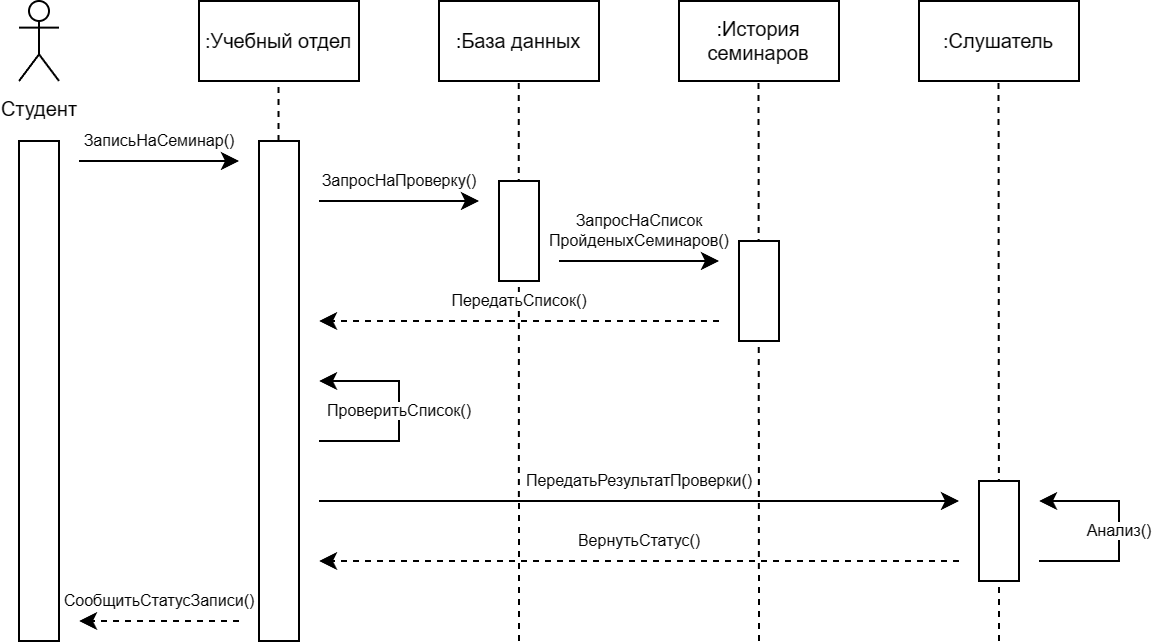 :Учебный отдел
:База данных
:История
семинаров
:Слушатель
Студент
ЗаписьНаСеминар()
ЗапросНаПроверку()
ЗапросНаСписок
ПройденыхСеминаров()
ПередатьСписок()
ПроверитьСписок()
ПередатьРезультатПроверки()
Анализ()
ВернутьСтатус()
СообщитьСтатусЗаписи()